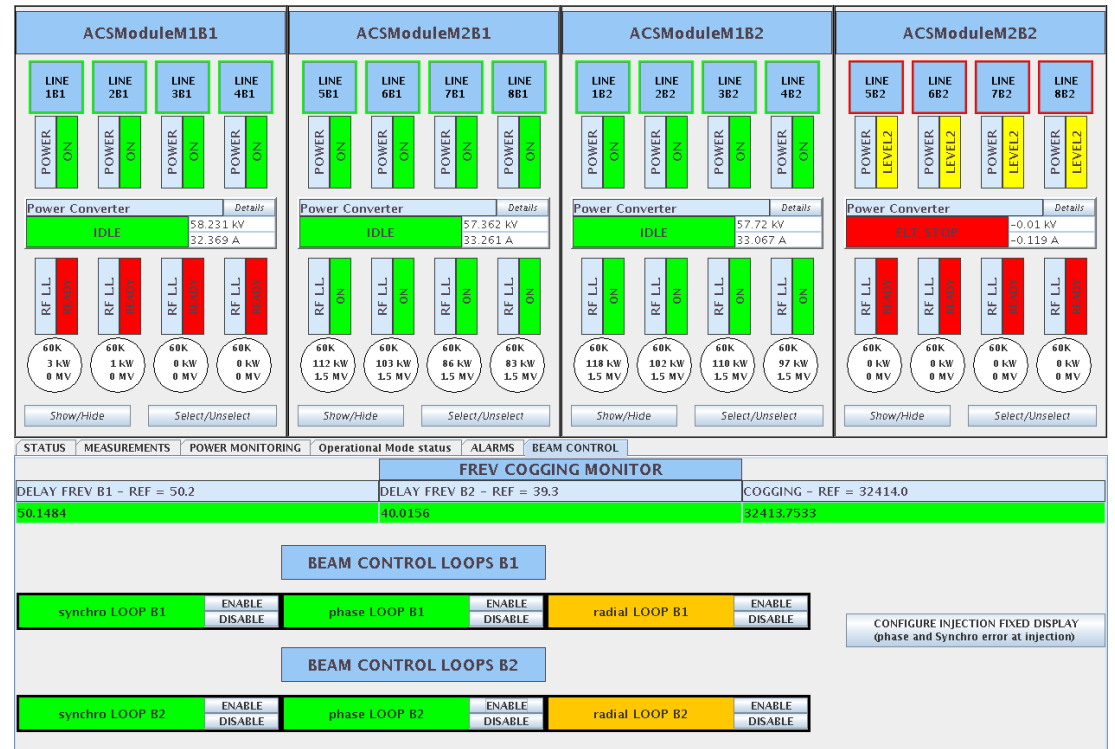 ACSModuleM1B1
LINE 1B1 LINE 2B1 LINE 3B1 LINE 4B1
POWER ON POWER ON POWER ON POWER ON
Power Converter Details
IDLE 58.231 kV
32.369 A
RF L.L. READY RF L.L. READY RF L.L. READY RF L.L. READY
60K 60K 60K 60K
3 kW 1 kW 0 kW 0 kW
0 MV 0 MV 0 MV 0 MV
Show/Hide Select/Unselect
ACSModuleM2B1
LINE 5B1 LINE 6B1 LINE 7B1 LINE 8B1
POWER ON POWER ON POWER ON POWER ON
Power Converter Details
IDLE 57.362 kV
33.261 A
RF L.L. ON RF L.L. ON RF L.L. ON RF L.L. ON
60K 60K 60K 60K
112 kW 103 kW 86 kW 83 kW
1.5 MV 1.5 MV 1.5 MV 1.5 MV
Show/Hide Select/Unselect
ACSModuleM1B2
LINE 1B2 LINE 2B2 LINE 3B2 LINE 4B2
POWER ON POWER ON POWER ON POWER ON
Power Converter Details
IDLE 57.72 kV
33.067 A
RF L.L. ON RF L.L. ON RF L.L. ON RF L.L. ON
60K 60K 60K 60K
118 kW 102 kW 110 kW 97 kW
1.5 MV 1.5 MV 1.5 MV 1.5 MV
Show/Hide Select/Unselect
ACSModuleM2B2
LINE 5B2 LINE 6B2 LINE 7B2 LINE 8B2
POWER LEVEL2 POWER LEVEL2 POWER LEVEL2 POWER LEVEL2
Power Converter Details
FLT_STOP -0.01 kV
-0.119 A
RF L.L. READY RF L.L. READY RF L.L. READY RF L.L. READY
60K 60K 60K 60K
0 kW 0 kW 0 kW 0 kW
0 MV 0 MV 0 MV 0 MV
Show/Hide Select/Unselect
STATUS MEASUREMENTS POWER MONITORING Operational Mode status ALARMS BEAM CONTROL
FREV COGGING MONITOR
DELAY FREV B1 - REF = 50.2 DELAY FREV B2 - REF = 39.3 COGGING - REF = 32414.0
50.1484 40.0156 32413.7533
BEAM CONTROL LOOPS B1
synchro LOOP B1 ENABLE DISABLE phase LOOP B1 ENABLE DISABLE radial LOOP B1 ENABLE DISABLE
CONFIGURE INJECTION FIXED DISPLAY
(phase and Synchro error at injection)
BEAM CONTROL LOOPS B2
synchro LOOP B2 ENABLE DISABLE phase LOOP B2 ENABLE DISABLE radial LOOP B2 ENABLE DISABLE